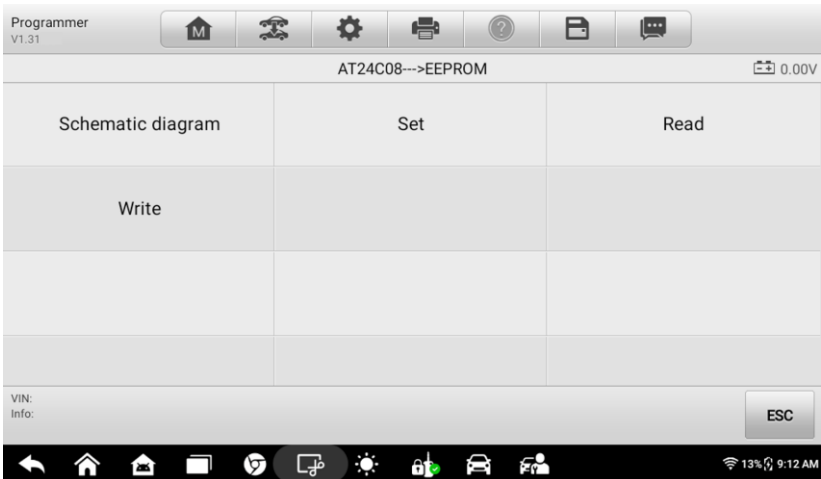 Programmer
V1.31
M
?
AT24C08--->EEPROM
0.00V
Schematic diagram
Set
Read
Write
VIN:
Info:
ESC
13% 9:12 AM